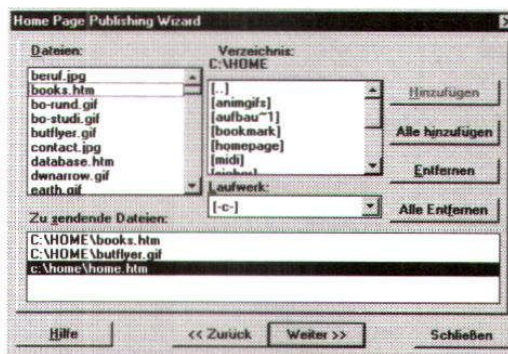 Home Page Publishing Wizard
Dateien:
beruf.jpg
books.htm
bo-rund.gif
bo-studi.gif
butflyer.gif
contact.jpg
database.htm
dwnarrow.gif
earth.gif
Verzeichnis:
C:\HOME
[..]
[animgifs]
[aufbau~1]
[bookmark]
[homepage]
[midi]
Laufwerk:
[-c-]
Hinzufügen
Alle hinzufügen
Entfernen
Alle Entfernen
Zu sendende Dateien:
C:\HOME\books.htm
C:\HOME\butflyer.gif
c:\home\home.htm
Hilfe
<< Zurück
Weiter >>
Schließen